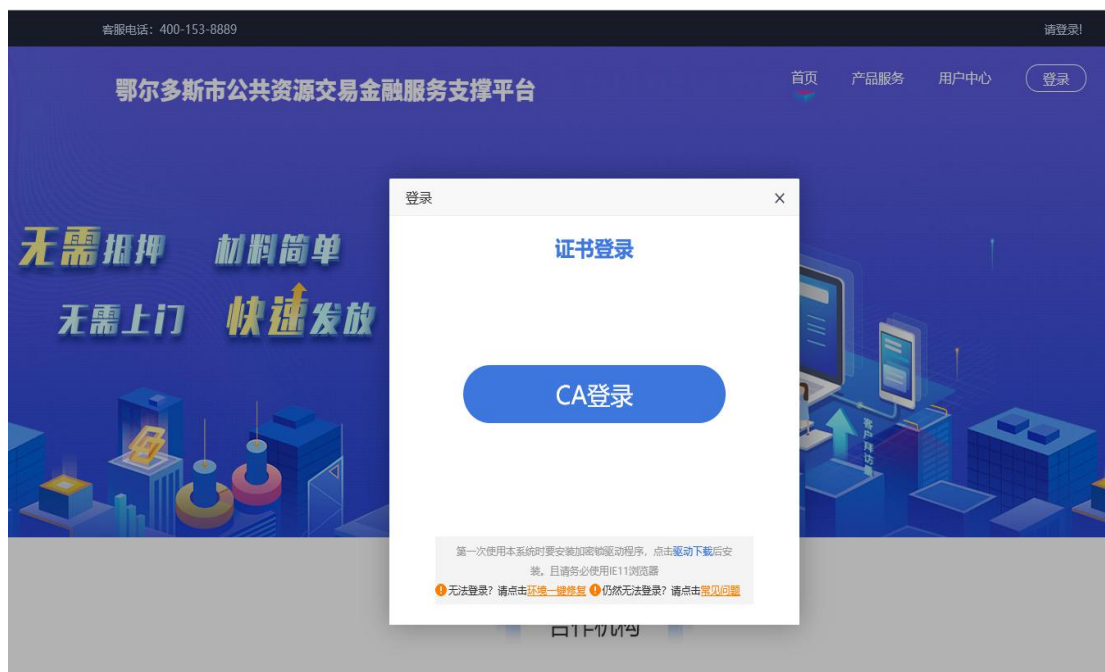 客服电话：400-153-8889
请登录!
鄂尔多斯市公共资源交易金融服务支撑平台
首页 产品服务 用户中心 登录
登录
×
证书登录
无需抵押 材料简单
无需上门 快速发放
CA登录
客户拜访量
第一次使用本系统时要安装加密锁驱动程序，点击驱动下载后安
装。且请务必使用IE11浏览器
无法登录？请点击环境一键修复 仍然无法登录？请点击常见问题
合作机构